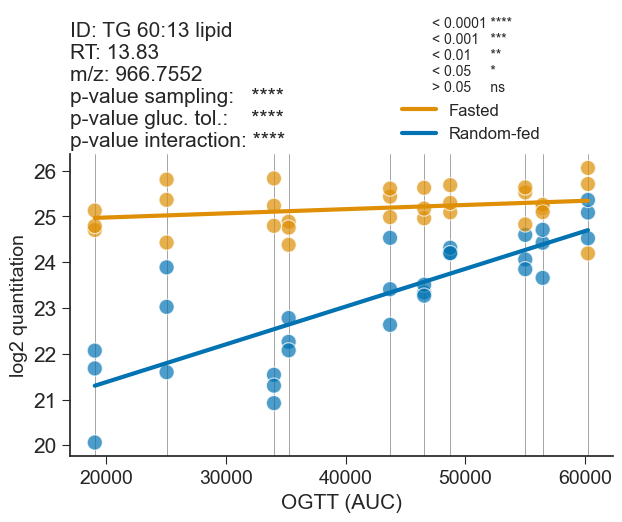 ID: TG 60:13 lipid
RT: 13.83
m/z: 966.7552
p-value sampling: ****
p-value gluc. tol.: ****
p-value interaction: ****
< 0.0001 ****
< 0.001 ***
< 0.01 **
< 0.05 *
> 0.05 ns
Fasted
Random-fed
26
25
24
23
22
21
20
log2 quantitation
20000 30000 40000 50000 60000
OGTT (AUC)